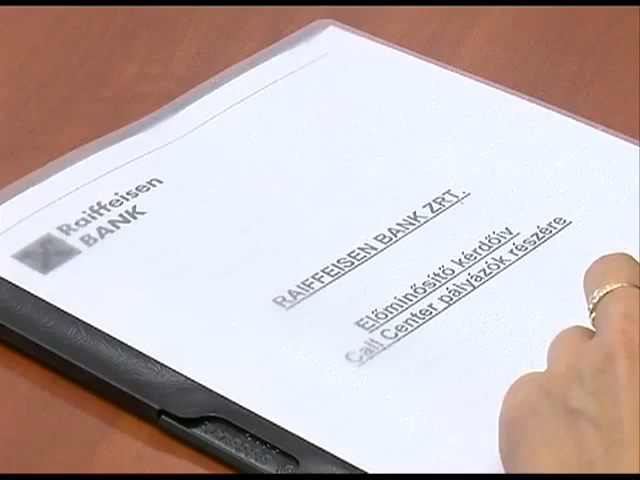 Raiffeisen
BANK
RAIFFEISEN BANK ZRT.
Előminősítő kérdőív
Call Center pályázók részére